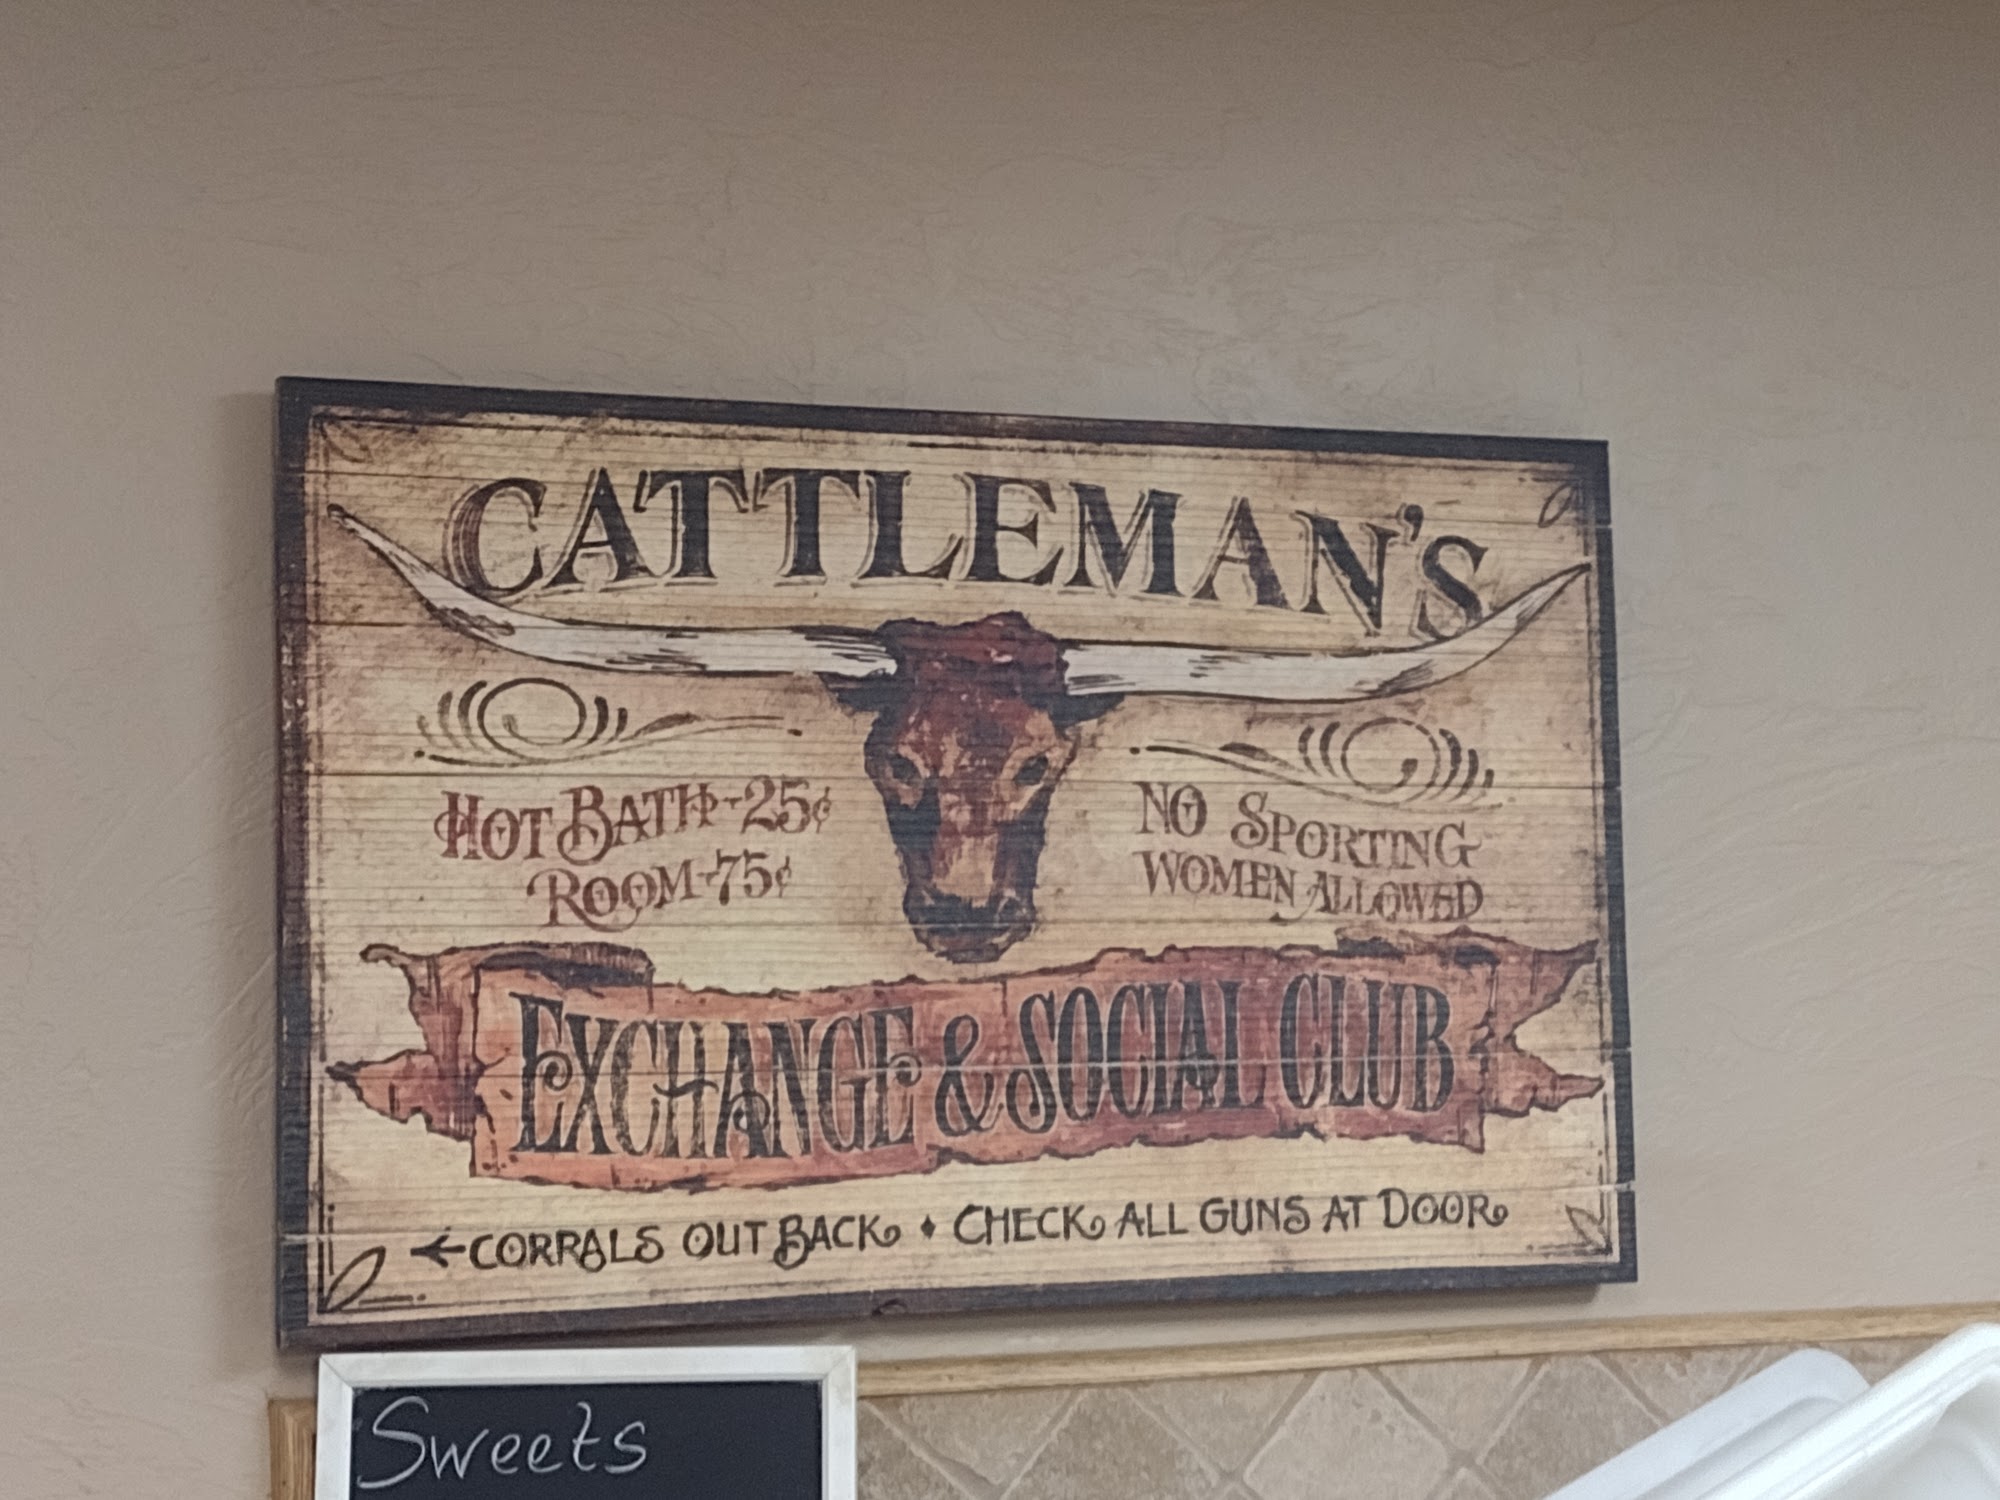 CATTLEMAN'S
HOT BATH-25¢
ROOM-75¢
NO SPORTING
WOMEN ALLOWED
EXCHANGE & SOCIAL CLUB
←CORRALS OUT BACK ♦ CHECK ALL GUNS AT DOOR
Sweets